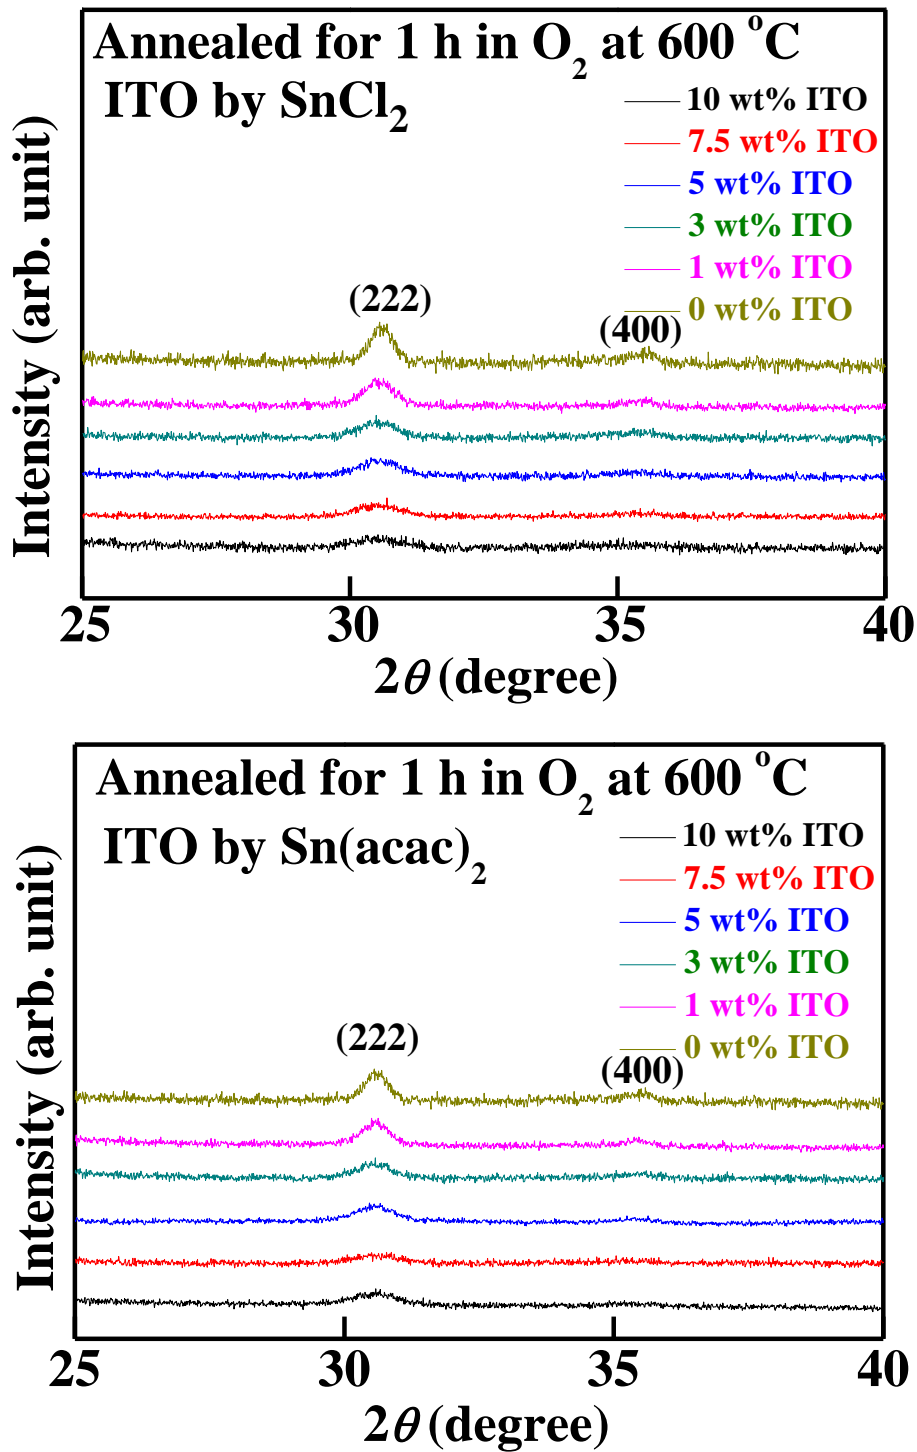 Annealed for 1 h in O2 at 600 oC
ITO by SnCl2
10 wt% ITO
7.5 wt% ITO
5 wt% ITO
3 wt% ITO
1 wt% ITO
0 wt% ITO
(222)
(400)
Intensity (arb. unit)
25 30 35 40
2θ (degree)
Annealed for 1 h in O2 at 600 oC
ITO by Sn(acac)2
10 wt% ITO
7.5 wt% ITO
5 wt% ITO
3 wt% ITO
1 wt% ITO
0 wt% ITO
(222)
(400)
Intensity (arb. unit)
25 30 35 40
2θ (degree)